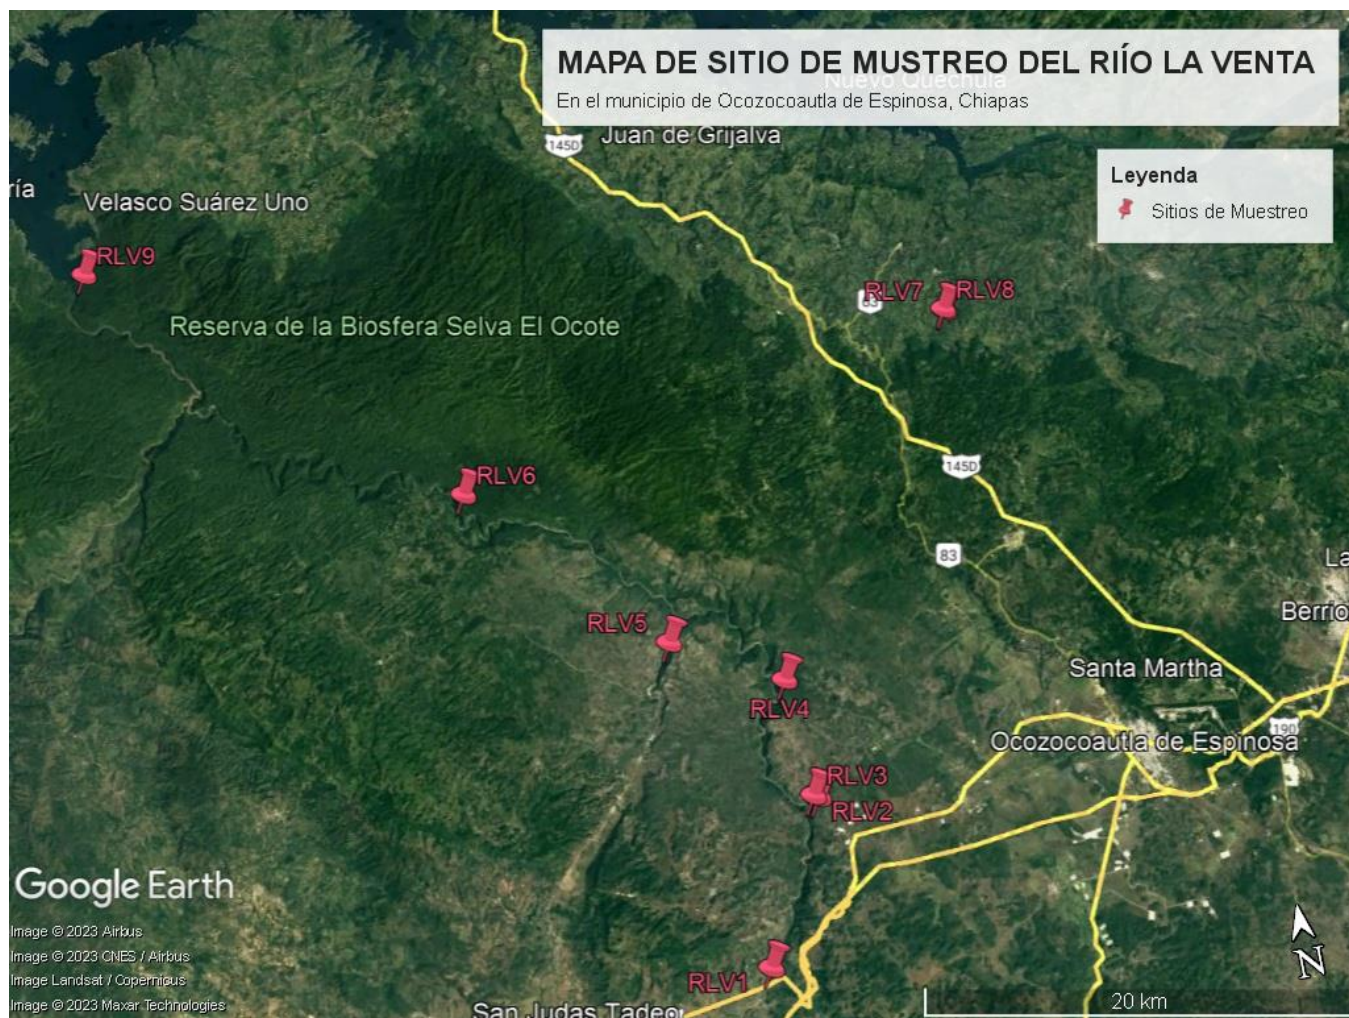 MAPA DE SITIO DE MUSTREO DEL RIÍO LA VENTA
Nuevo Quechula
En el municipio de Ocozocoautla de Espinosa, Chiapas
Juan de Grijalva
145D
Leyenda
Sitios de Muestreo
ría
Velasco Suárez Uno
RLV9
RLV7
RLV8
83
Reserva de la Biosfera Selva El Ocote
145D
RLV6
83
La
Berrio
RLV5
Santa Martha
RLV4
190
Ocozocoautla de Espinosa
RLV3
RLV2
Google Earth
Image © 2023 Airbus
Image © 2023 CNES / Airbus
Image Landsat / Copernicus
Image © 2023 Maxar Technologies
RLV1
San Judas Tadeo
N
20 km